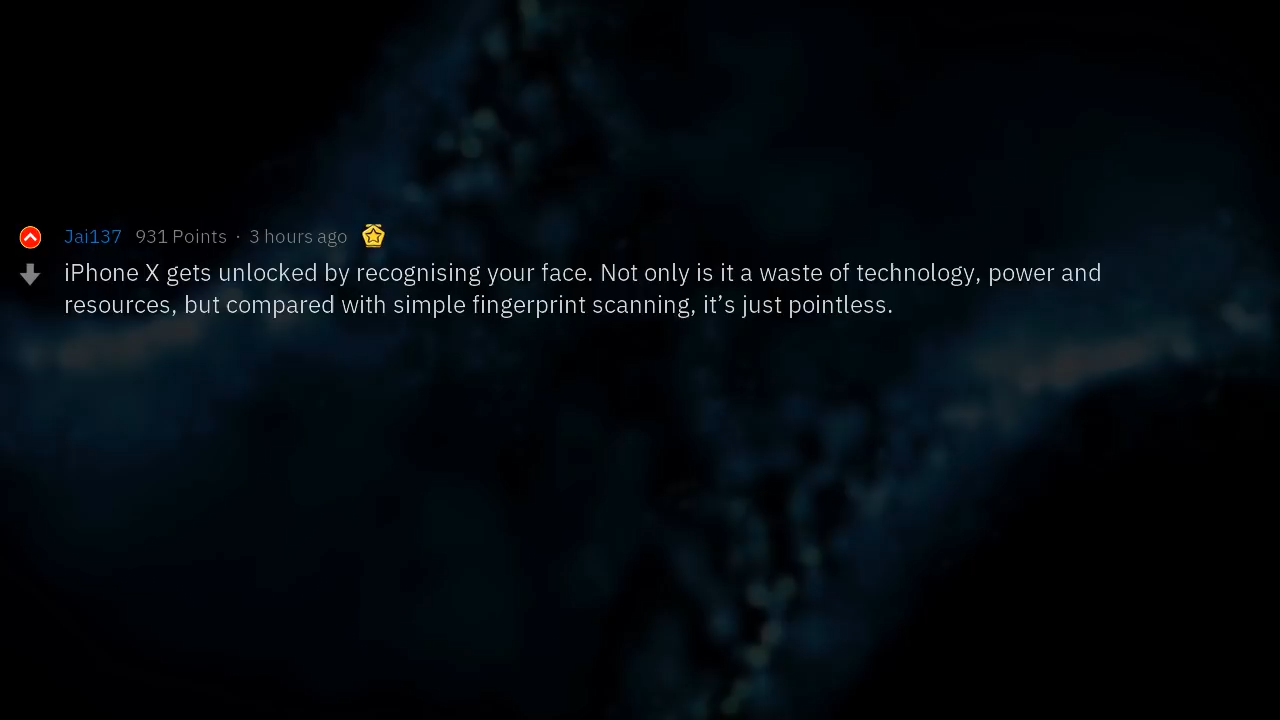 Jai137 931 Points · 3 hours ago
iPhone X gets unlocked by recognising your face. Not only is it a waste of technology, power and
resources, but compared with simple fingerprint scanning, it’s just pointless.